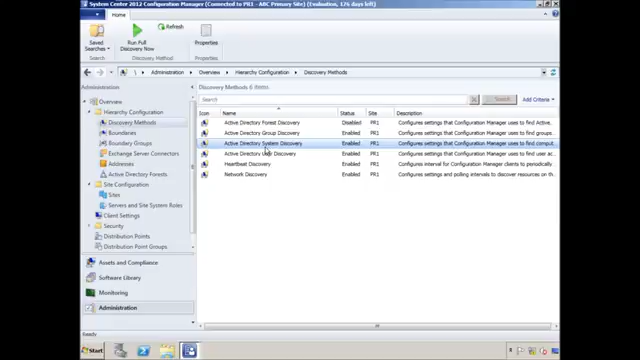 System Center 2012 Configuration Manager (Connected to PR1 - ABC Primary Site) (Evaluation, 176 days left)
Home
Saved Searches
Run Full Discovery Now
Refresh
Properties
Saved Searches
Discovery Method
Properties
\ Administration Overview Hierarchy Configuration Discovery Methods
Administration
Discovery Methods 6 items
Search
Search
Add Criteria
Icon Name Status Site Description
Active Directory Forest Discovery Disabled PR1 Configures settings that Configuration Manager uses to find Active
Active Directory Group Discovery Enabled PR1 Configures settings that Configuration Manager uses to find groups
Active Directory System Discovery Enabled PR1 Configures settings that Configuration Manager uses to find comput
Active Directory User Discovery Enabled PR1 Configures settings that Configuration Manager uses to find user ac
Heartbeat Discovery Enabled PR1 Configures interval for Configuration Manager clients to periodically
Network Discovery Enabled PR1 Configures settings and polling intervals to discover resources on th
Overview
Hierarchy Configuration
Discovery Methods
Boundaries
Boundary Groups
Exchange Server Connectors
Addresses
Active Directory Forests
Site Configuration
Sites
Servers and Site System Roles
Client Settings
Security
Distribution Points
Distribution Point Groups
Assets and Compliance
Software Library
Monitoring
Administration
Ready
Start